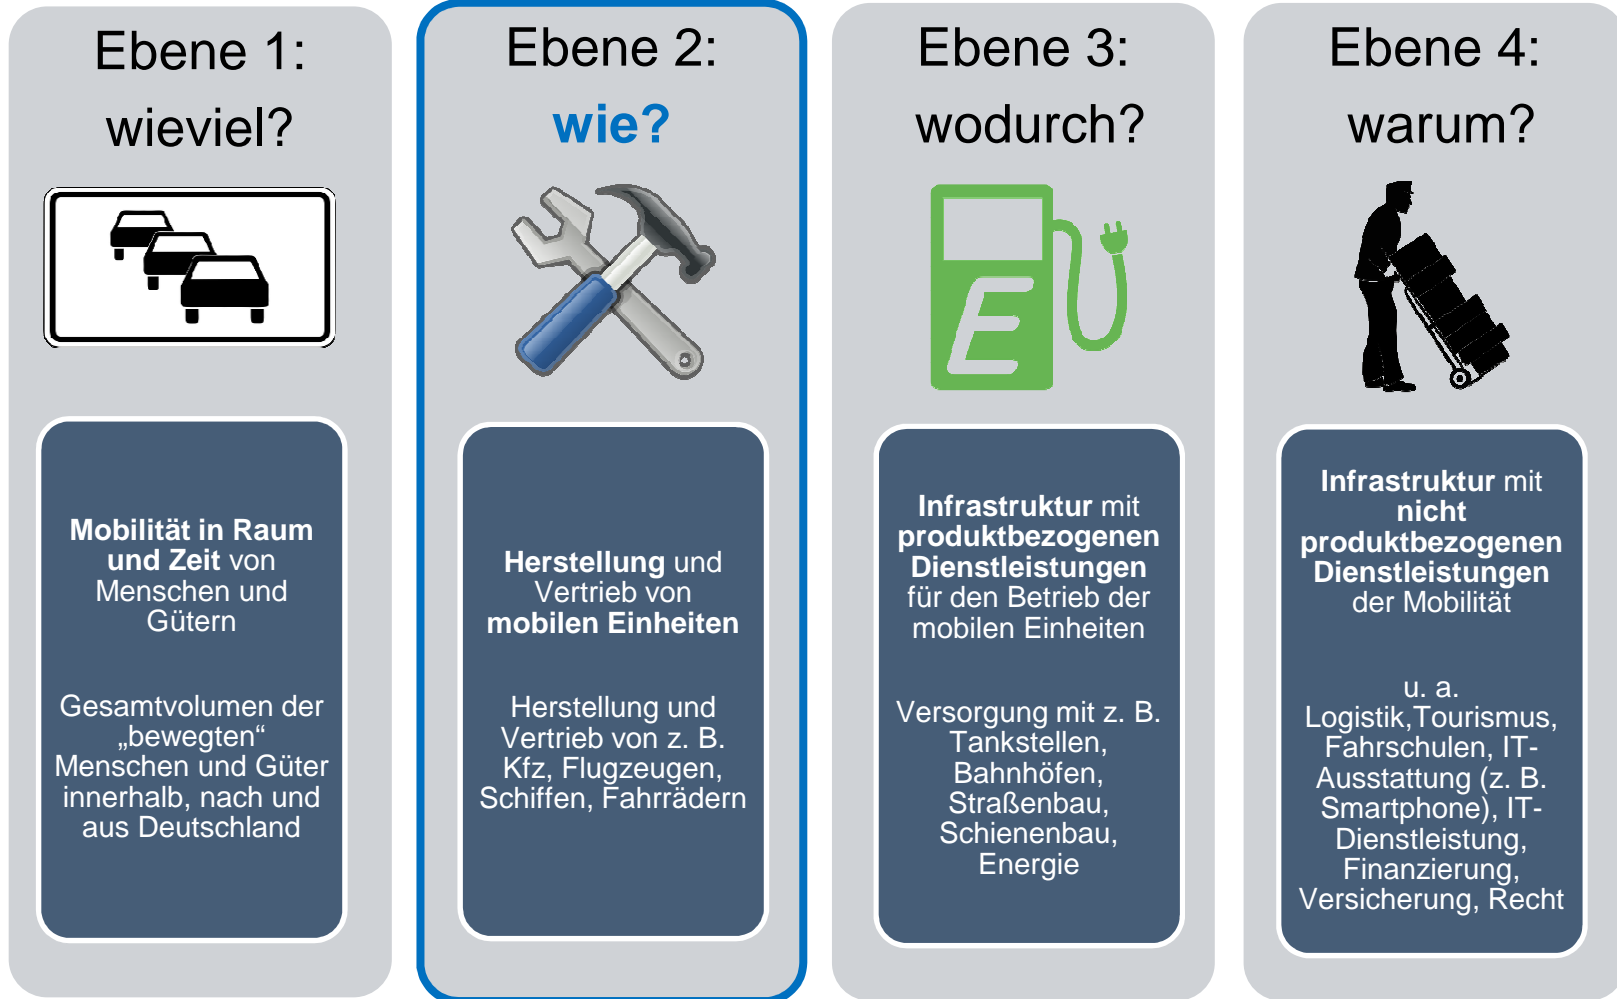 Ebene 1:
wieviel?
Mobilität in Raum
und Zeit von
Menschen und
Gütern
Gesamtvolumen der
„bewegten“
Menschen und Güter
innerhalb, nach und
aus Deutschland
Ebene 2:
wie?
Herstellung und
Vertrieb von
mobilen Einheiten
Herstellung und
Vertrieb von z. B.
Kfz, Flugzeugen,
Schiffen, Fahrrädern
Ebene 3:
wodurch?
E
Infrastruktur mit
produktbezogenen
Dienstleistungen
für den Betrieb der
mobilen Einheiten
Versorgung mit z. B.
Tankstellen,
Bahnhöfen,
Straßenbau,
Schienenbau,
Energie
Ebene 4:
warum?
Infrastruktur mit
nicht
produktbezogenen
Dienstleistungen
der Mobilität
u. a.
Logistik,Tourismus,
Fahrschulen, IT-
Ausstattung (z. B.
Smartphone), IT-
Dienstleistung,
Finanzierung,
Versicherung, Recht